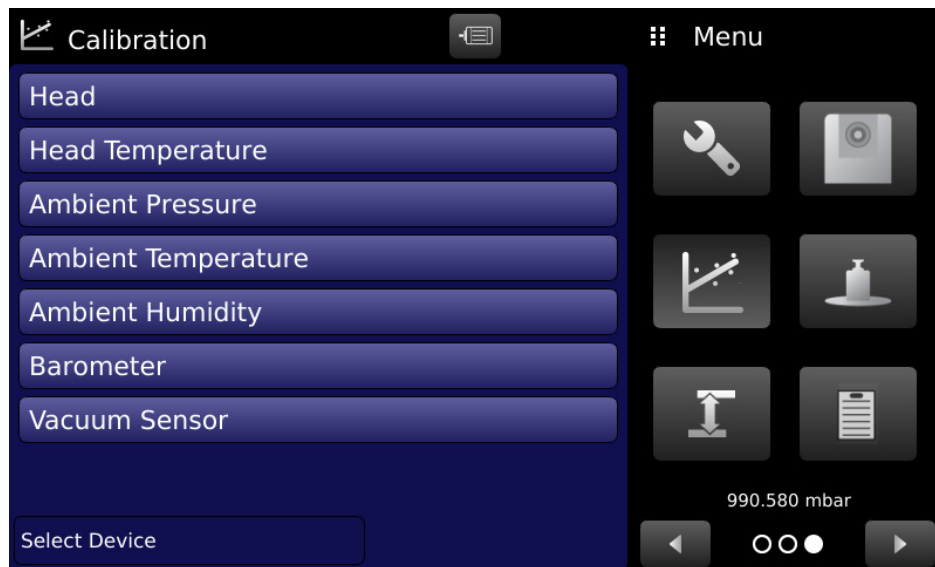 Calibration
Menu
Head
Head Temperature
Ambient Pressure
Ambient Temperature
Ambient Humidity
Barometer
Vacuum Sensor
990.580 mbar
Select Device